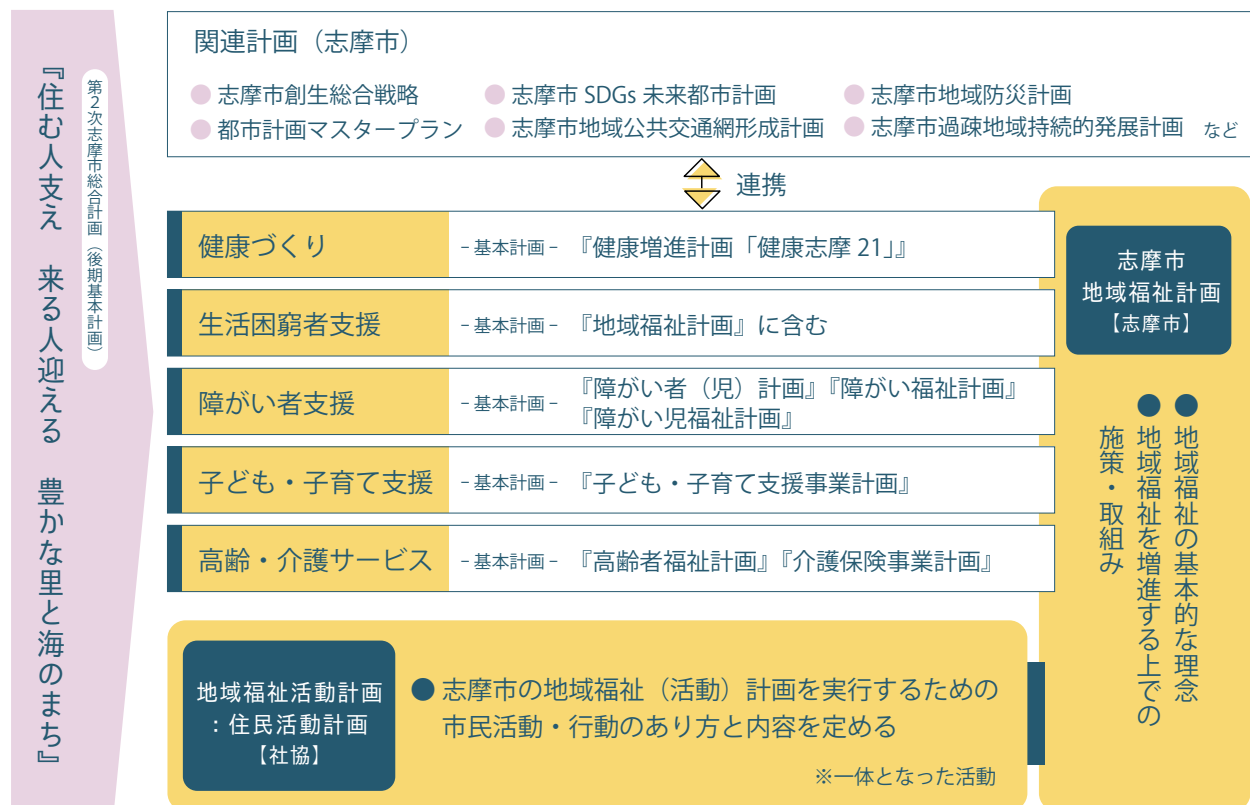 『住む人支え　来る人迎える　豊かな里と海のまち』
第２次志摩市総合計画（後期基本計画）
関連計画（志摩市）
● 志摩市創生総合戦略
● 志摩市 SDGs 未来都市計画
● 志摩市地域防災計画
● 都市計画マスタープラン
● 志摩市地域公共交通網形成計画
● 志摩市過疎地域持続的発展計画 など
連携
健康づくり
－基本計画－ 『健康増進計画「健康志摩 21」』
生活困窮者支援
－基本計画－ 『地域福祉計画』に含む
障がい者支援
－基本計画－ 『障がい者（児）計画』『障がい福祉計画』
『障がい児福祉計画』
子ども・子育て支援
－基本計画－ 『子ども・子育て支援事業計画』
高齢・介護サービス
－基本計画－ 『高齢者福祉計画』『介護保険事業計画』
志摩市
地域福祉計画
【志摩市】
● 地域福祉の基本的な理念
● 地域福祉を増進する上での
施策・取組み
地域福祉活動計画
：住民活動計画
【社協】
● 志摩市の地域福祉（活動）計画を実行するための
市民活動・行動のあり方と内容を定める
※一体となった活動